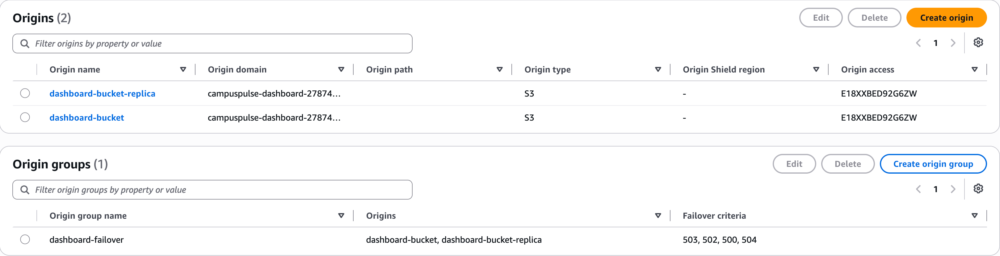 Origins (2)
Edit
Delete
Create origin
Filter origins by property or value
1
Origin name
Origin domain
Origin path
Origin type
Origin Shield region
Origin access
dashboard-bucket-replica
campuspulse-dashboard-27874...
S3
-
E18XXBED92G6ZW
dashboard-bucket
campuspulse-dashboard-27874...
S3
-
E18XXBED92G6ZW
Origin groups (1)
Edit
Delete
Create origin group
Filter origin groups by property or value
1
Origin group name
Origins
Failover criteria
dashboard-failover
dashboard-bucket, dashboard-bucket-replica
503, 502, 500, 504